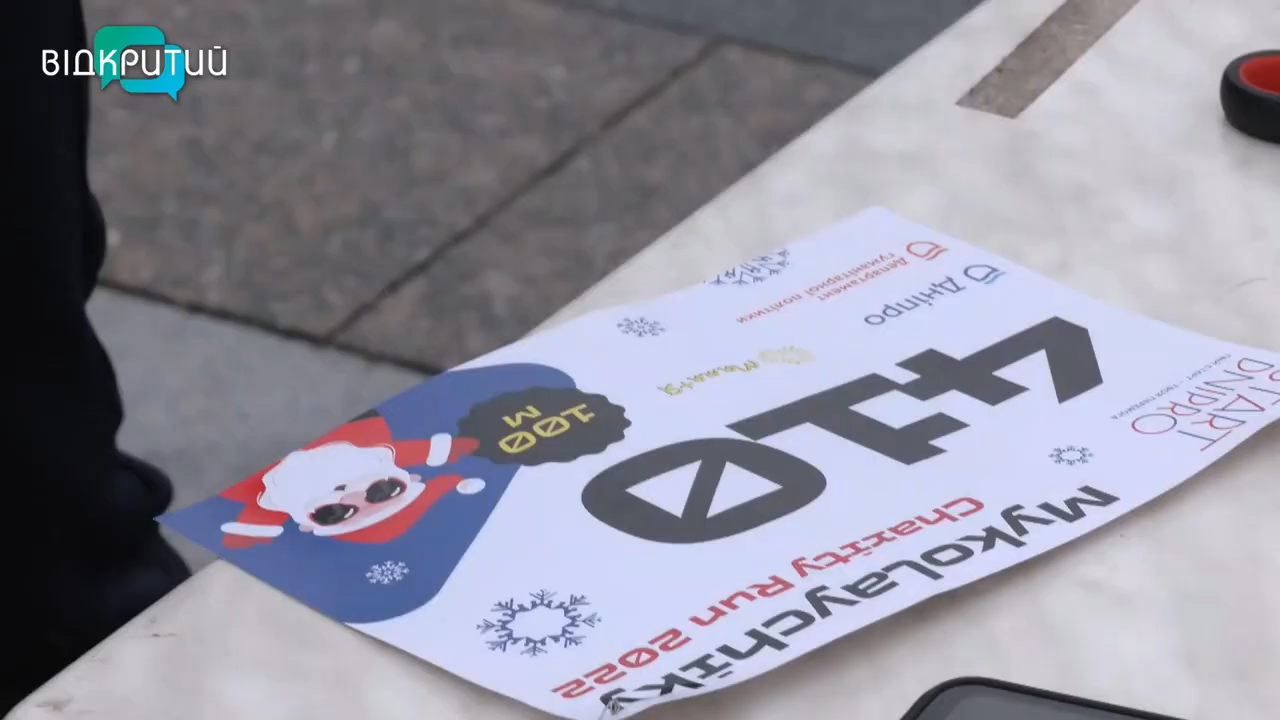 ВІДКРИТИЙ
Mykolaychiky
Charity Run 2022
START
DNIPRO
410
Дніпро
Департамент
гуманітарної політики
100
M